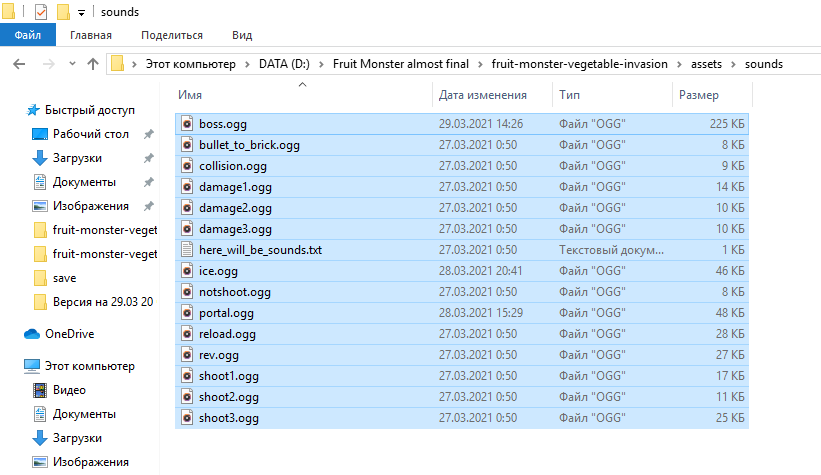 sounds
Файл Главная Поделиться Вид
Этот компьютер DATA (D:) Fruit Monster almost final fruit-monster-vegetable-invasion assets sounds
Быстрый доступ
Рабочий стол
Загрузки
Документы
Изображения
fruit-monster-veget
fruit-monster-veget
save
Версия на 29.03 20
OneDrive
Этот компьютер
Видео
Документы
Загрузки
Изображения
Имя Дата изменения Тип Размер
boss.ogg 29.03.2021 14:26 Файл "OGG" 225 КБ
bullet_to_brick.ogg 27.03.2021 0:50 Файл "OGG" 8 КБ
collision.ogg 27.03.2021 0:50 Файл "OGG" 9 КБ
damage1.ogg 27.03.2021 0:50 Файл "OGG" 14 КБ
damage2.ogg 27.03.2021 0:50 Файл "OGG" 10 КБ
damage3.ogg 27.03.2021 0:50 Файл "OGG" 10 КБ
here_will_be_sounds.txt 27.03.2021 0:50 Текстовый докум... 1 КБ
ice.ogg 28.03.2021 20:41 Файл "OGG" 46 КБ
notshoot.ogg 27.03.2021 0:50 Файл "OGG" 8 КБ
portal.ogg 28.03.2021 15:29 Файл "OGG" 48 КБ
reload.ogg 27.03.2021 0:50 Файл "OGG" 28 КБ
rev.ogg 27.03.2021 0:50 Файл "OGG" 27 КБ
shoot1.ogg 27.03.2021 0:50 Файл "OGG" 17 КБ
shoot2.ogg 27.03.2021 0:50 Файл "OGG" 11 КБ
shoot3.ogg 27.03.2021 0:50 Файл "OGG" 25 КБ